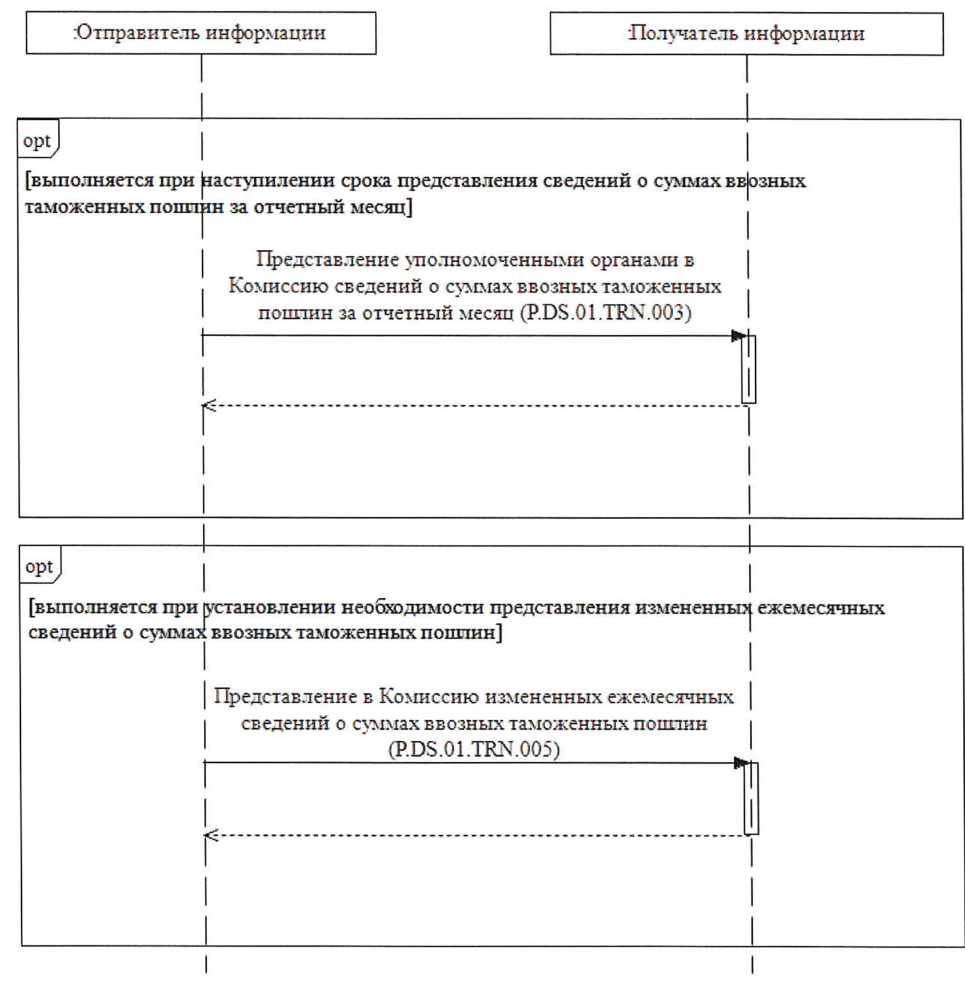 :Отправитель информации
:Получатель информации
opt
[выполняется при наступилении срока представления сведений о суммах ввозных
таможенных пошлин за отчетный месяц]
Представление уполномоченными органами в
Комиссию сведений о суммах ввозных таможенных
пошлин за отчетный месяц (P.DS.01.TRN.003)
opt
[выполняется при установлении необходимости представления измененных ежемесячных
сведений о суммах ввозных таможенных пошлин]
Представление в Комиссию измененных ежемесячных
сведений о суммах ввозных таможенных пошлин
(P.DS.01.TRN.005)